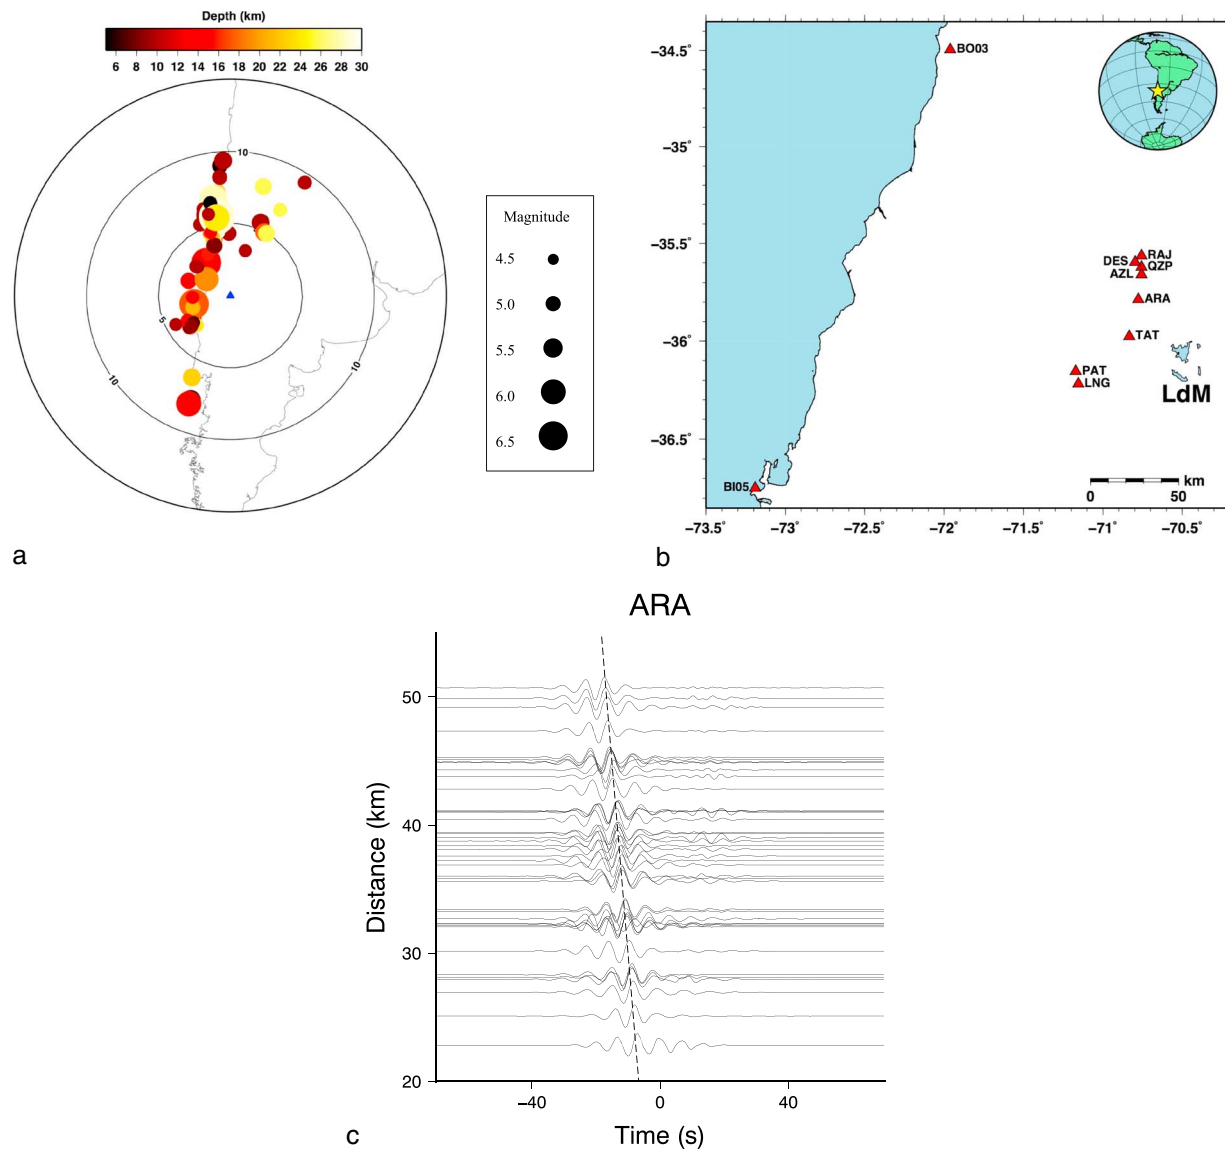 Depth (km)
6 8 10 12 14 16 18 20 22 24 26 28 30
10
5
10
10
Magnitude
4.5
5.0
5.5
6.0
6.5
a
−34.5°
−35°
−35.5°
−36°
−36.5°
−73.5° −73° −72.5° −72° −71.5° −71° −70.5°
BO03
RAJ
DES
QZP
AZL
ARA
TAT
PAT
LNG
LdM
BI05
km
0 50
b
ARA
Distance (km)
50
40
30
20
−40 0 40
Time (s)
c